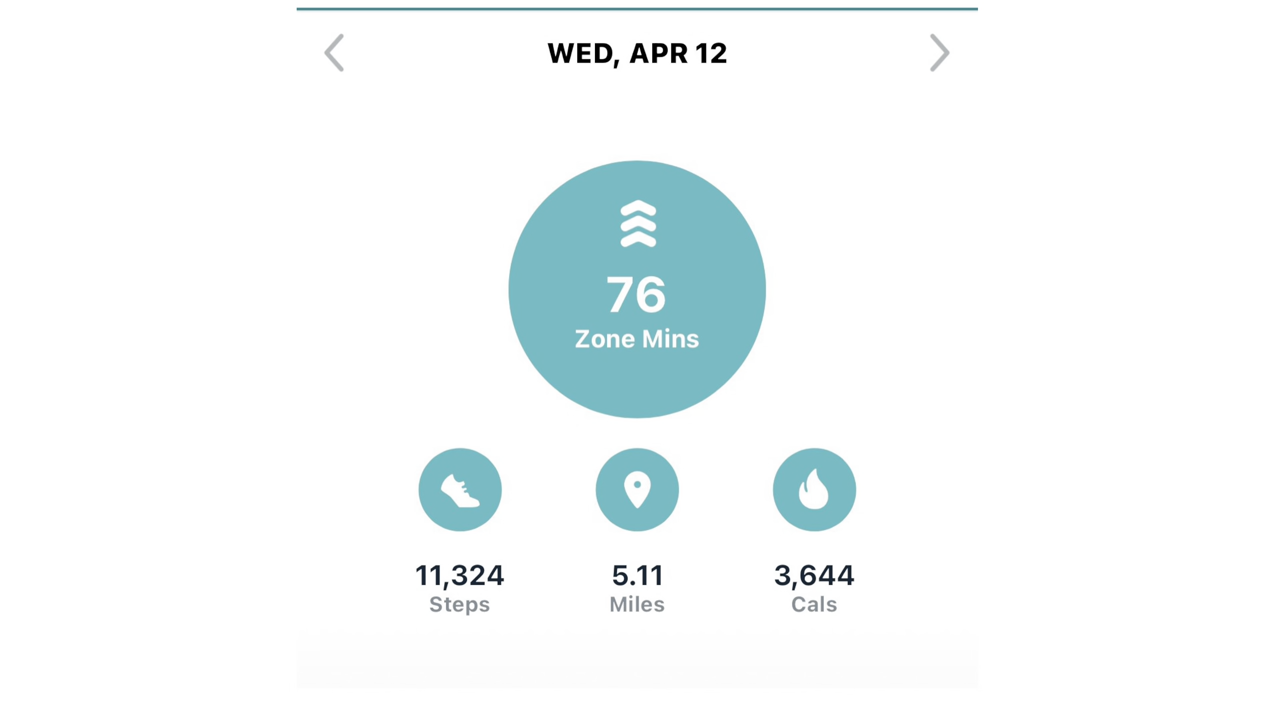 WED, APR 12
76
Zone Mins
11,324
Steps
5.11
Miles
3,644
Cals